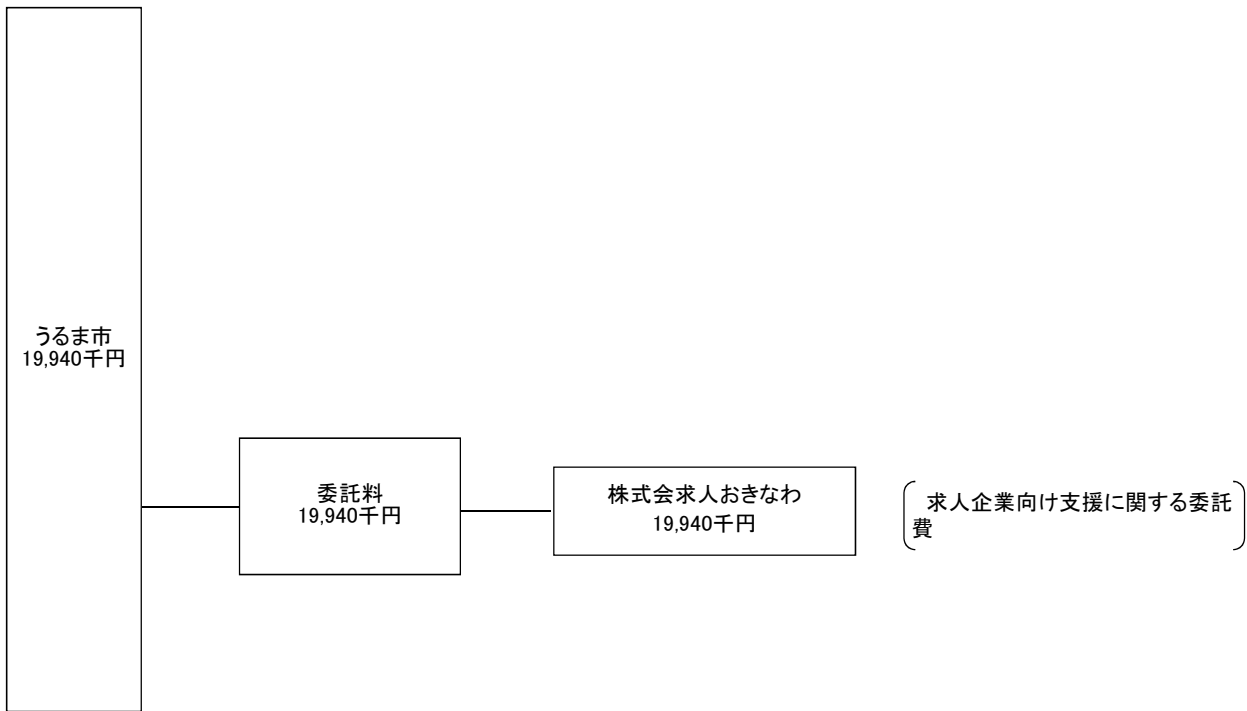 うるま市
19,940千円
委託料
19,940千円
株式会求人おきなわ
19,940千円
求人企業向け支援に関する委託
費